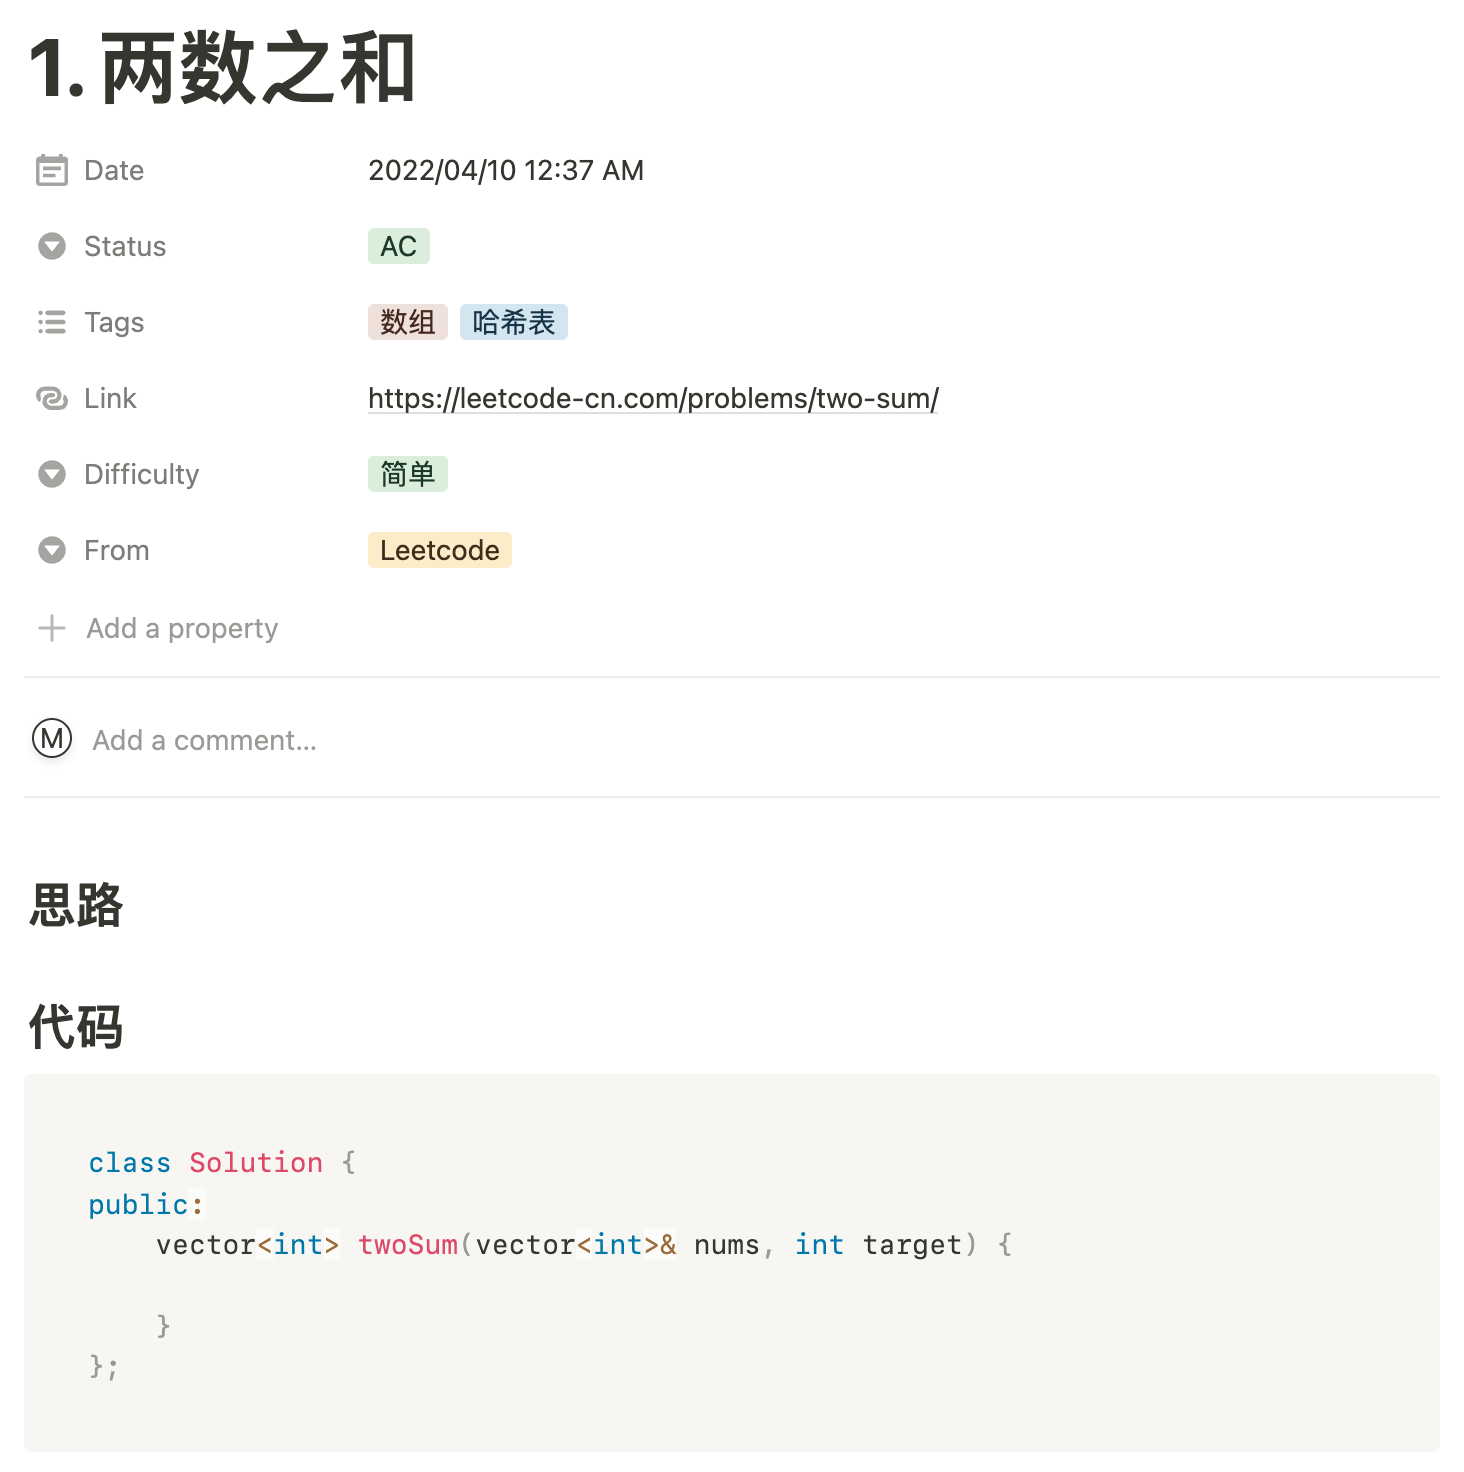 1. 两数之和
Date 2022/04/10 12:37 AM
Status AC
Tags 数组 哈希表
Link https://leetcode-cn.com/problems/two-sum/
Difficulty 简单
From Leetcode
Add a property
M Add a comment...
思路
代码
class Solution {
public:
    vector<int> twoSum(vector<int>& nums, int target) {
    }
};